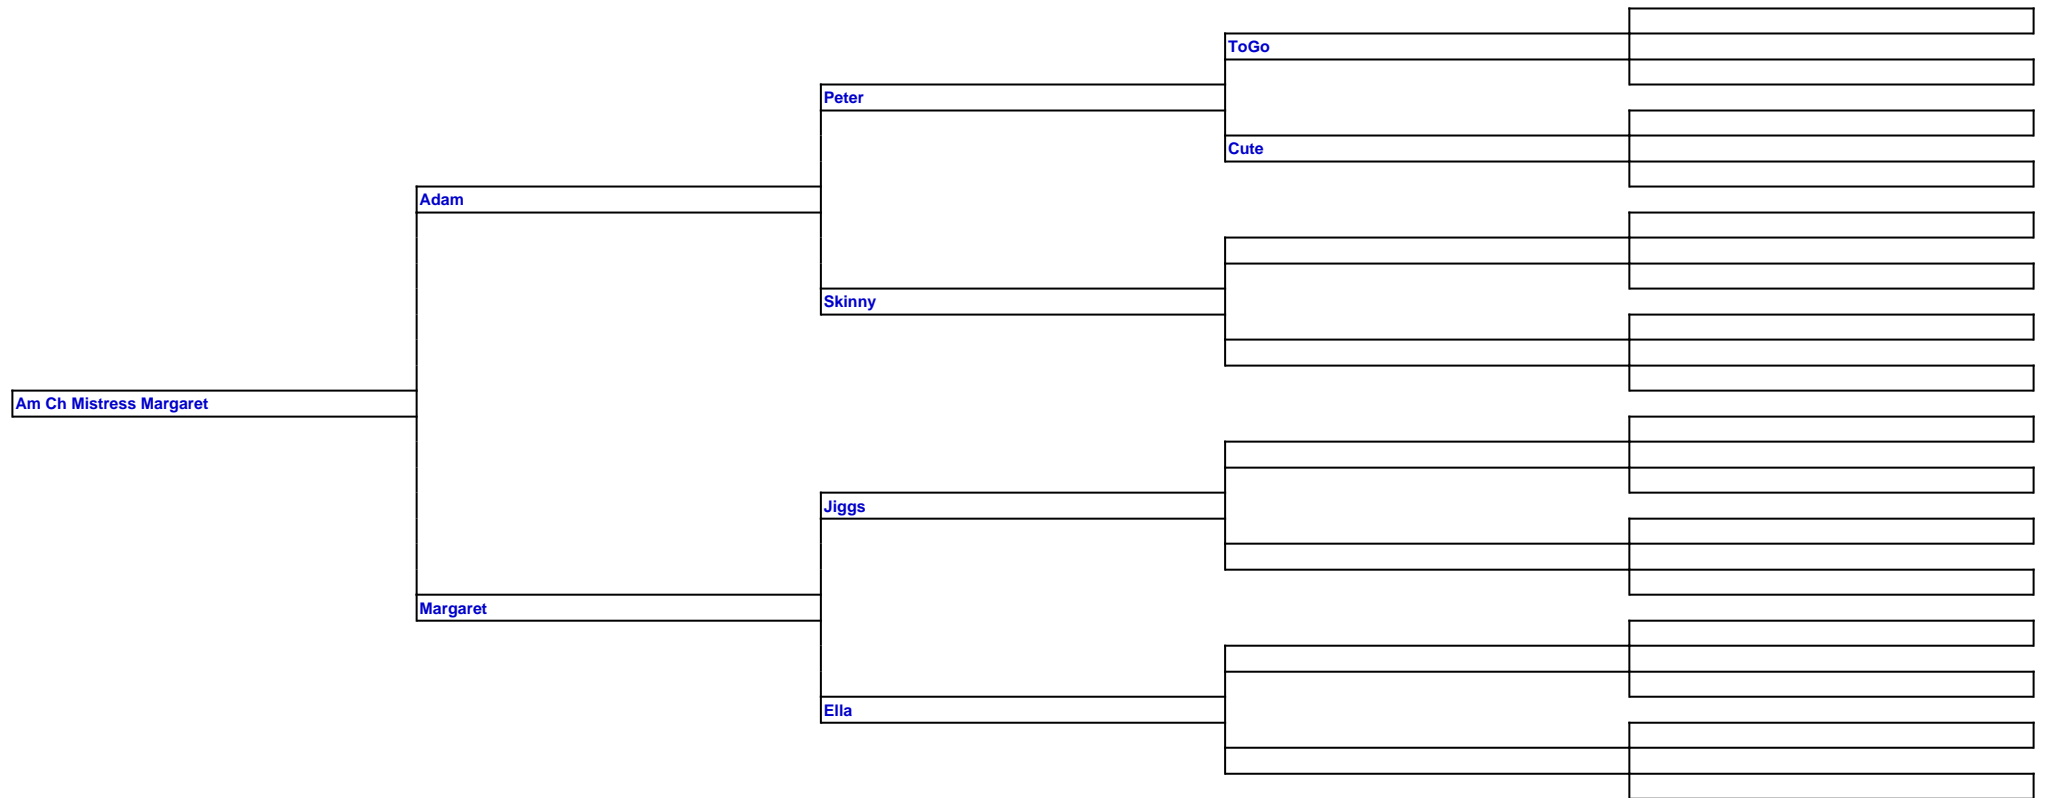 ToGo
Peter
Cute
Adam
Skinny
Am Ch Mistress Margaret
Jiggs
Margaret
Ella